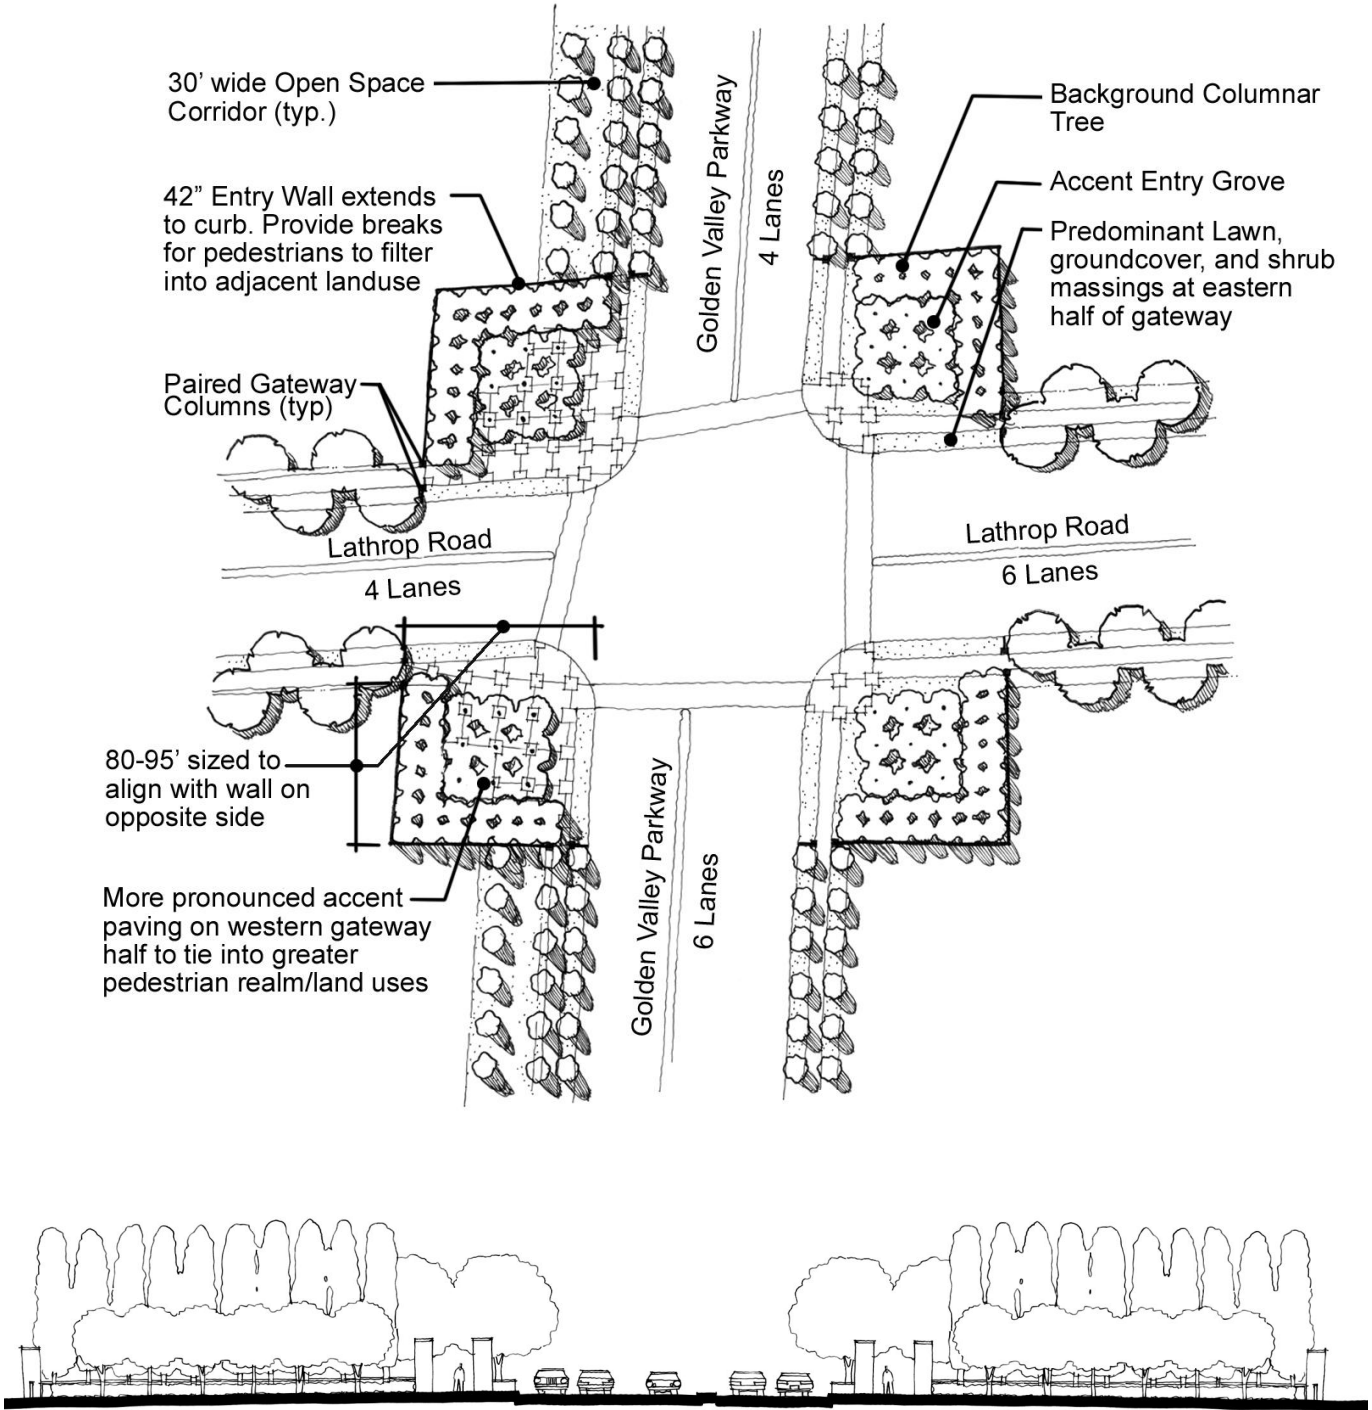 30’ wide Open Space
Corridor (typ.)
42” Entry Wall extends
to curb. Provide breaks
for pedestrians to filter
into adjacent landuse
Paired Gateway
Columns (typ)
Golden Valley Parkway
4 Lanes
Background Columnar
Tree
Accent Entry Grove
Predominant Lawn,
groundcover, and shrub
massings at eastern
half of gateway
Lathrop Road
4 Lanes
Lathrop Road
6 Lanes
80-95’ sized to
align with wall on
opposite side
More pronounced accent
paving on western gateway
half to tie into greater
pedestrian realm/land uses
Golden Valley Parkway
6 Lanes